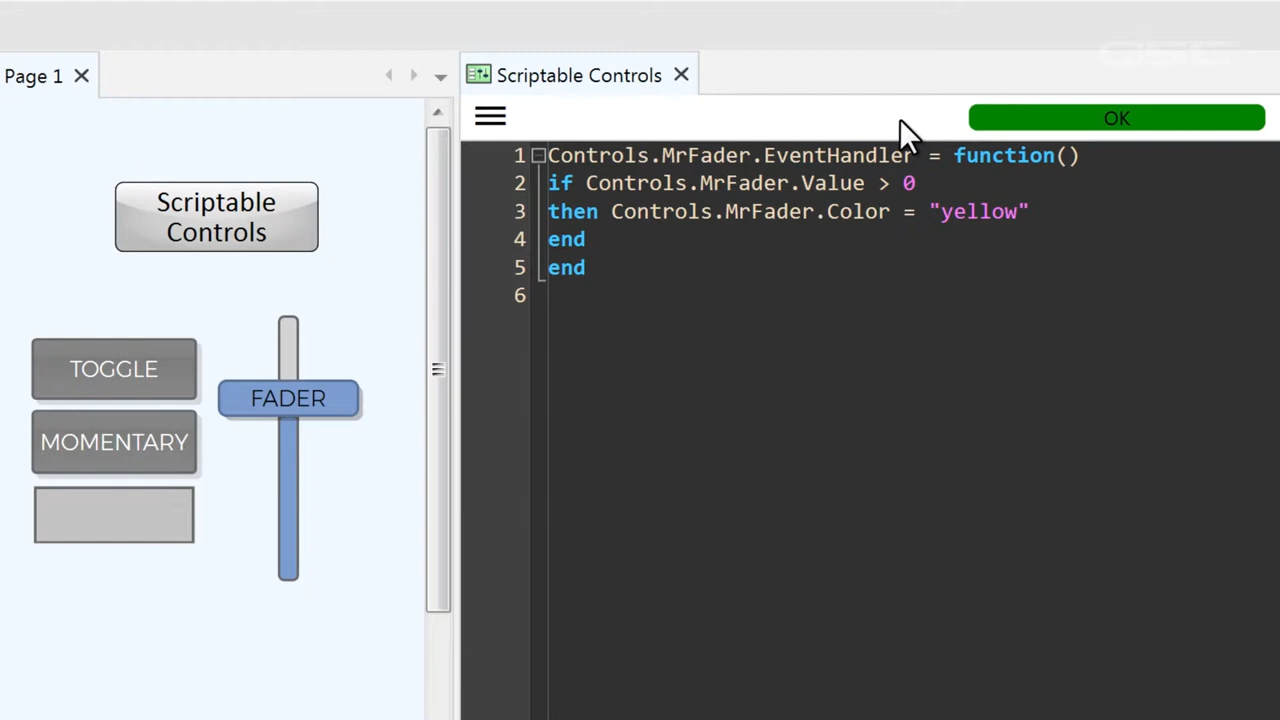 QSC
Page 1
Scriptable Controls
OK
Scriptable
Controls
TOGGLE
FADER
MOMENTARY
1 Controls.MrFader.EventHandler = function()
2 if Controls.MrFader.Value > 0
3 then Controls.MrFader.Color = "yellow"
4 end
5 end
6